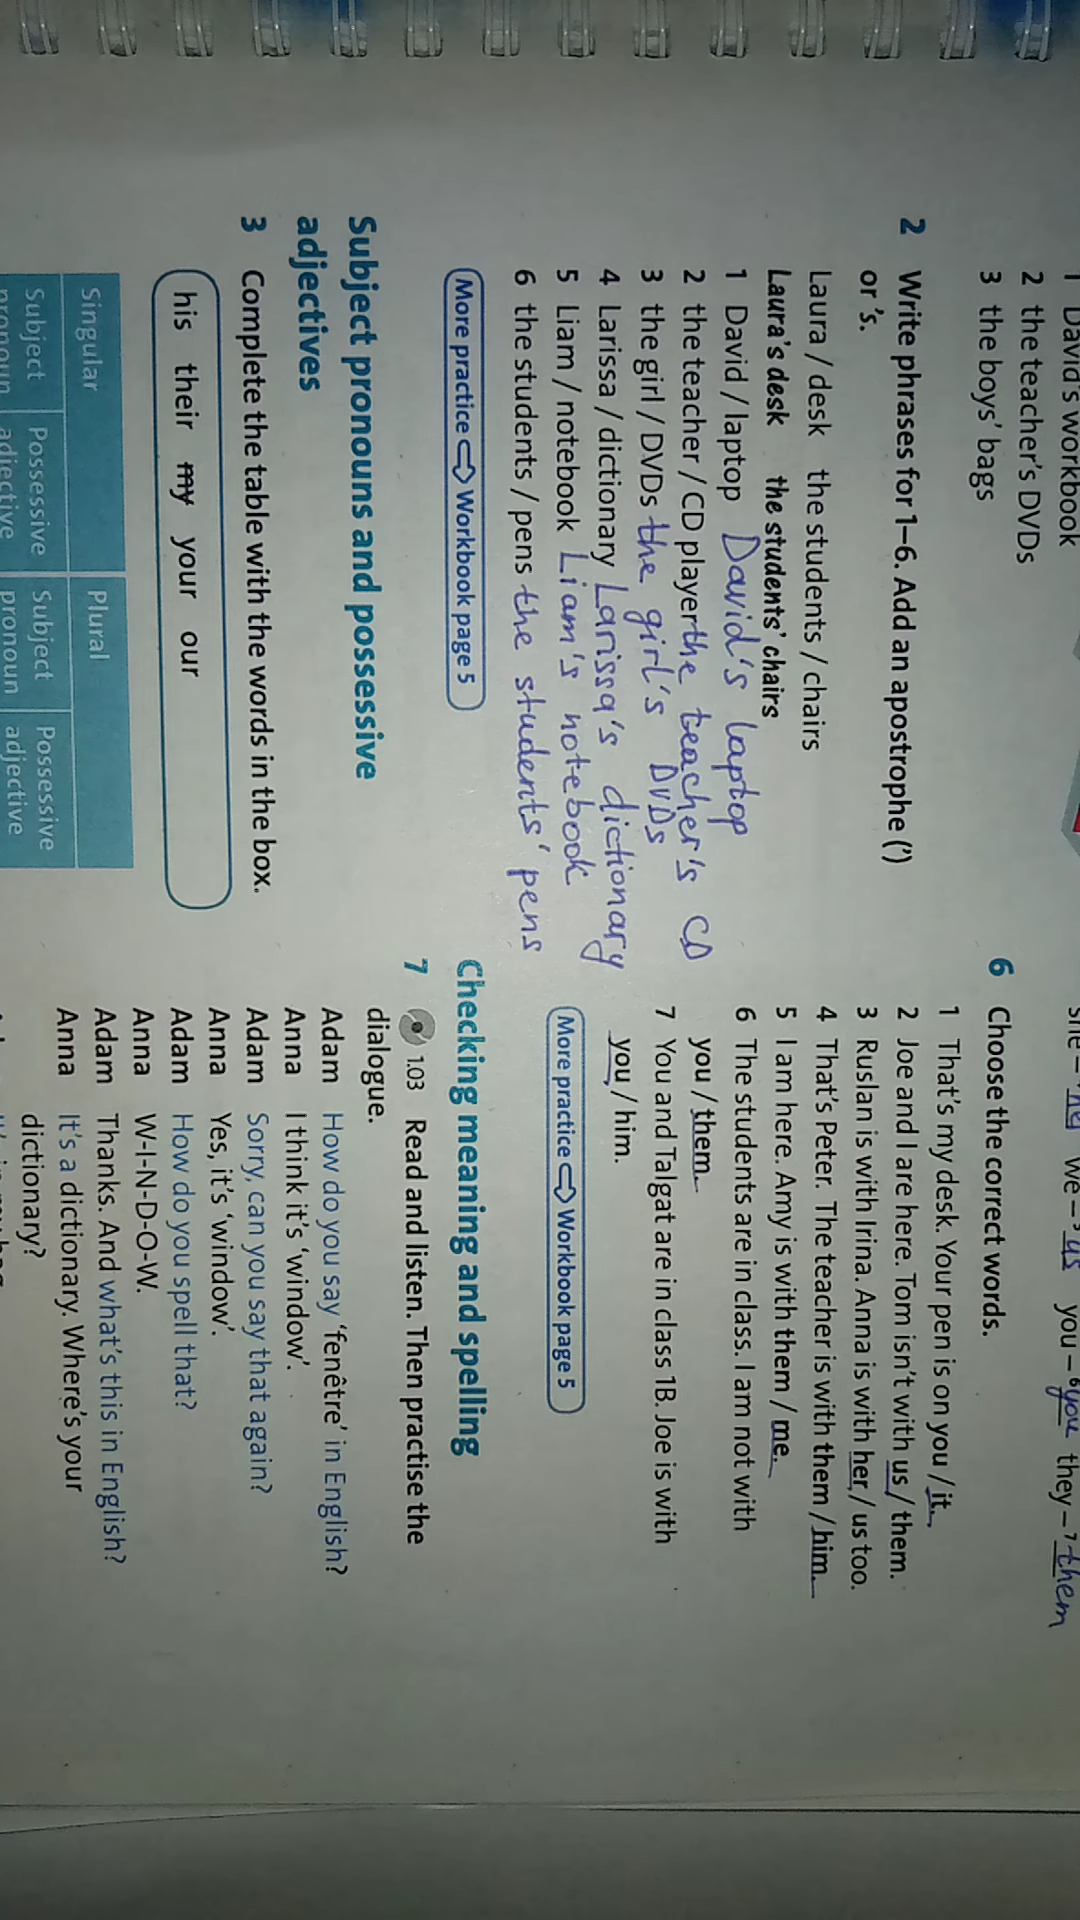 1 David's workbook
2 the teacher's DVDs
3 the boys' bags
2 Write phrases for 1–6. Add an apostrophe (')
or 's.
Laura / desk the students / chairs
Laura's desk the students' chairs
1 David / laptop David's laptop
2 the teacher / CD player the teacher's CD
3 the girl / DVDs the girl's DVDs
4 Larissa / dictionary Larissa's dictionary
5 Liam / notebook Liam's notebook
6 the students / pens the students' pens
More practice Workbook page 5
Subject pronouns and possessive
adjectives
3 Complete the table with the words in the box.
his their my your our
Singular Plural
Subject Possessive Subject Possessive
pronoun adjective pronoun adjective
she – he we – us you – 6 you they – 7 them
6 Choose the correct words.
1 That's my desk. Your pen is on you / it.
2 Joe and I are here. Tom isn't with us / them.
3 Ruslan is with Irina. Anna is with her / us too.
4 That's Peter. The teacher is with them / him.
5 I am here. Amy is with them / me.
6 The students are in class. I am not with
you / them.
7 You and Talgat are in class 1B. Joe is with
you / him.
More practice Workbook page 5
Checking meaning and spelling
7 1.03 Read and listen. Then practise the
dialogue.
Adam How do you say 'fenêtre' in English?
Anna I think it's 'window'.
Adam Sorry, can you say that again?
Anna Yes, it's 'window'.
Adam How do you spell that?
Anna W-I-N-D-O-W.
Adam Thanks. And what's this in English?
Anna It's a dictionary. Where's your
dictionary?